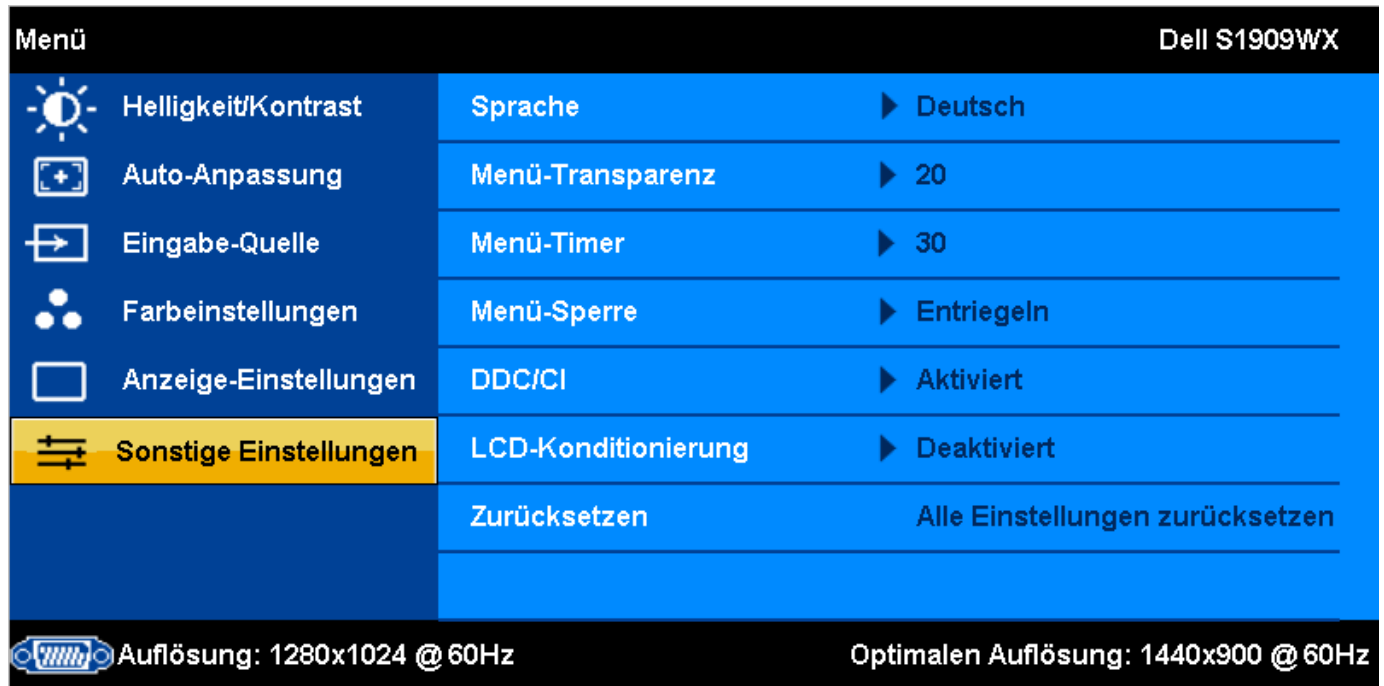 Menü Dell S1909WX
Helligkeit/Kontrast Sprache Deutsch
Auto-Anpassung Menü-Transparenz 20
Eingabe-Quelle Menü-Timer 30
Farbeinstellungen Menü-Sperre Entriegeln
Anzeige-Einstellungen DDC/CI Aktiviert
Sonstige Einstellungen LCD-Konditionierung Deaktiviert
Zurücksetzen Alle Einstellungen zurücksetzen
Auflösung: 1280x1024 @ 60Hz Optimalen Auflösung: 1440x900 @ 60Hz